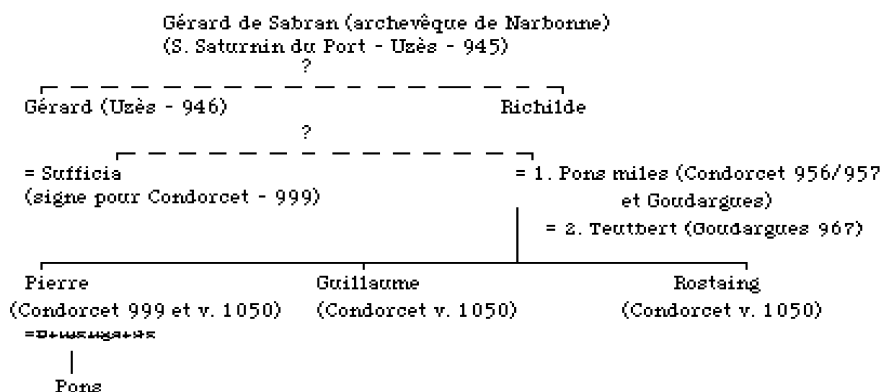 Gérard de Sabran (archevêque de Narbonne)
(S. Saturnin du Port - Uzès - 945)
?
Gérard (Uzès - 946) Richilde
?
= Sufficia = 1. Pons miles (Condorcet 956/957
(signe pour Condorcet - 999) et Goudargues)
= 2. Teutbert (Goudargues 967)
Pierre Guillaume Rostaing
(Condorcet 999 et v. 1050) (Condorcet v. 1050) (Condorcet v. 1050)
=
Pons